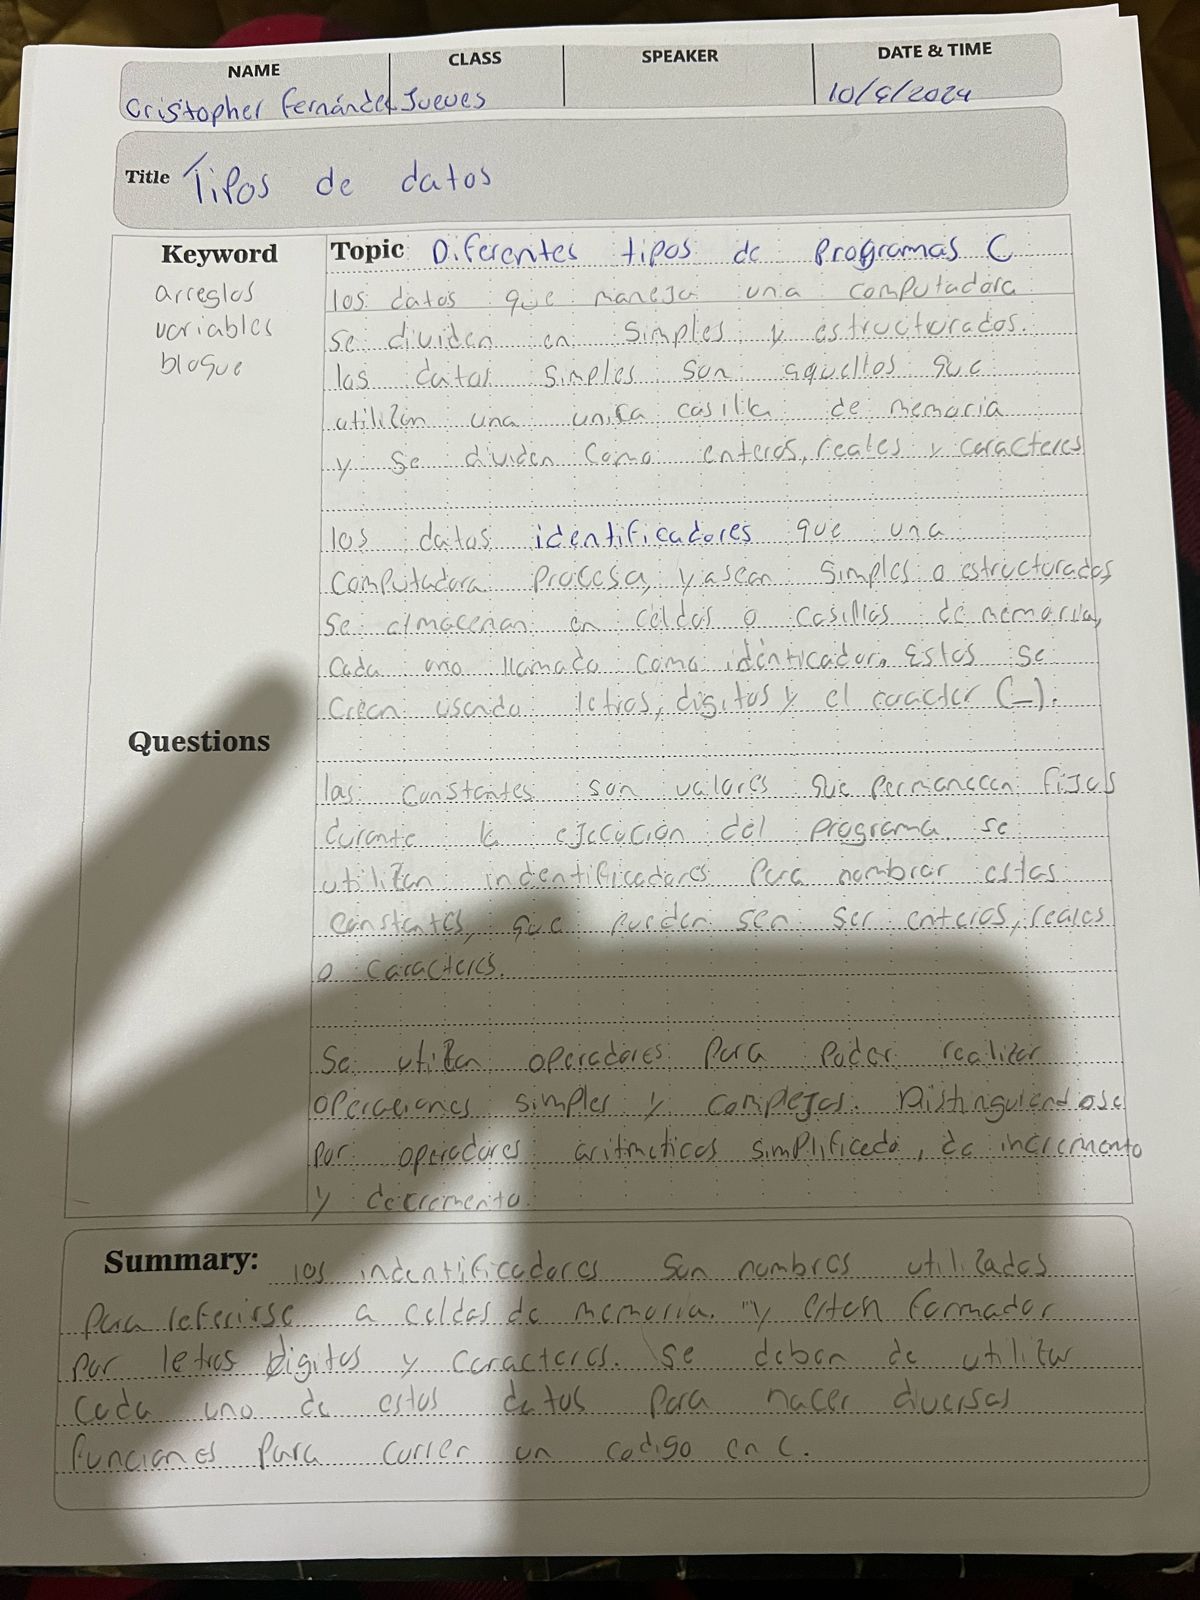 NAME CLASS SPEAKER DATE & TIME
Cristopher Fernánde Jueves 10/9/2024
Title Tipos de datos
Keyword
arreglos
variables
bloque
Topic Diferentes tipos de programas C
los datos que maneja una computadora
se dividen en simples y estructurados.
los datos simples son aquellos que
utilizan una unica casilla de memoria
y se dividen como enteros, reales y caracteres
los datos identificadores que una
computadora procesa, ya sean simples o estructurados
se almacenan en celdas o casillas de memoria,
cada uno llamado como identicador. Estos se
crean usando letras, digitos y el caracter (_).
Questions
las constantes son valores que permanecen fijas
durante la ejecución del programa. se
utilizan indentificadores para nombrar estas
constantes, que pueden sen ser enteros, reales
o caracteres.
Se utilizan operadores para poder realizar
operaciones simples y complejas. Distinguiendose
por operadores aritmeticos simplificado, de incremento
y decremento.
Summary: los indentificadores son nombres utilizados
para referirse a celdas de memoria. y estan formador
por letras digitos y caracteres. se deben de utilizar
cada uno de estos datos para hacer diversas
funciones para correr un codigo en C.